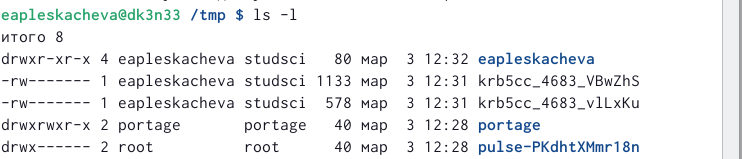 eapleskacheva@dk3n33 /tmp $ ls -l
итого 8
drwxr-xr-x 4 eapleskacheva studsci   80 мар  3 12:32 eapleskacheva
-rw------- 1 eapleskacheva studsci 1133 мар  3 12:31 krb5cc_4683_VBwZhS
-rw------- 1 eapleskacheva studsci  578 мар  3 12:31 krb5cc_4683_vlLxKu
drwxrwxr-x 2 portage       portage   40 мар  3 12:28 portage
drwx------ 2 root          root      40 мар  3 12:28 pulse-PKdhtXMmr18n